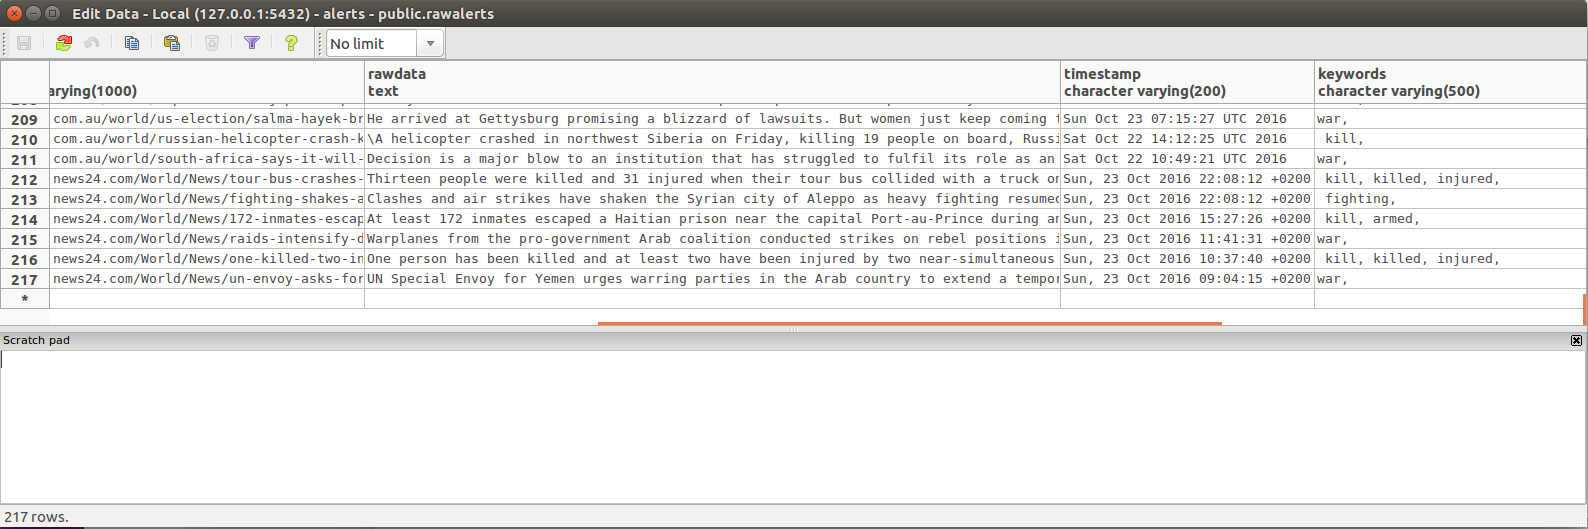 Edit Data - Local (127.0.0.1:5432) - alerts - public.rawalerts
No limit
arying(1000) rawdata text timestamp character varying(200) keywords character varying(500)
209 com.au/world/us-election/salma-hayek-br He arrived at Gettysburg promising a blizzard of lawsuits. But women just keep coming Sun Oct 23 07:15:27 UTC 2016 war,
210 com.au/world/russian-helicopter-crash-k \A helicopter crashed in northwest Siberia on Friday, killing 19 people on board, Russi Sat Oct 22 14:12:25 UTC 2016 kill,
211 com.au/world/south-africa-says-it-will- Decision is a major blow to an institution that has struggled to fulfil its role as an Sat Oct 22 10:49:21 UTC 2016 war,
212 news24.com/World/News/tour-bus-crashes- Thirteen people were killed and 31 injured when their tour bus collided with a truck on Sun, 23 Oct 2016 22:08:12 +0200 kill, killed, injured,
213 news24.com/World/News/fighting-shakes-a Clashes and air strikes have shaken the Syrian city of Aleppo as heavy fighting resumed Sun, 23 Oct 2016 22:08:12 +0200 fighting,
214 news24.com/World/News/172-inmates-escap At least 172 inmates escaped a Haitian prison near the capital Port-au-Prince during an Sun, 23 Oct 2016 15:27:26 +0200 kill, armed,
215 news24.com/World/News/raids-intensify-d Warplanes from the pro-government Arab coalition conducted strikes on rebel positions i Sun, 23 Oct 2016 11:41:31 +0200 war,
216 news24.com/World/News/one-killed-two-in One person has been killed and at least two have been injured by two near-simultaneous Sun, 23 Oct 2016 10:37:40 +0200 kill, killed, injured,
217 news24.com/World/News/un-envoy-asks-for UN Special Envoy for Yemen urges warring parties in the Arab country to extend a tempor Sun, 23 Oct 2016 09:04:15 +0200 war,
*
Scratch pad
217 rows.